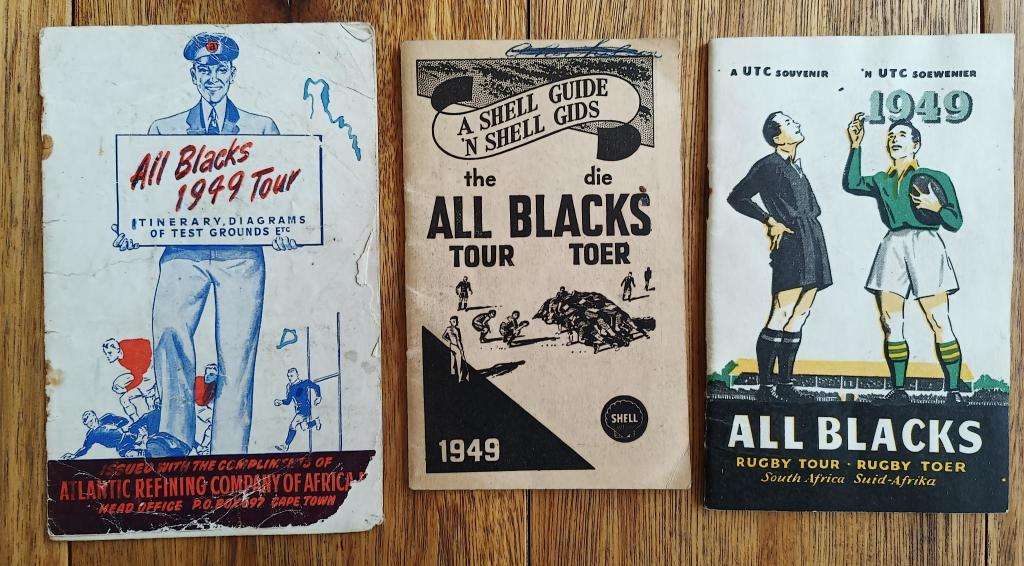 All Blacks
1949 Tour
ITINERARY, DIAGRAMS
OF TEST GROUNDS ETC
ISSUED WITH THE COMPLIMENTS OF
ATLANTIC REFINING COMPANY OF AFRICA
HEAD OFFICE P.O. BOX 697 CAPE TOWN
A SHELL GUIDE
'N SHELL GIDS
the die
ALL BLACKS
TOUR TOER
SHELL
1949
A UTC SOUVENIR 'N UTC SOEWENIER
1949
ALL BLACKS
RUGBY TOUR · RUGBY TOER
South Africa Suid-Afrika